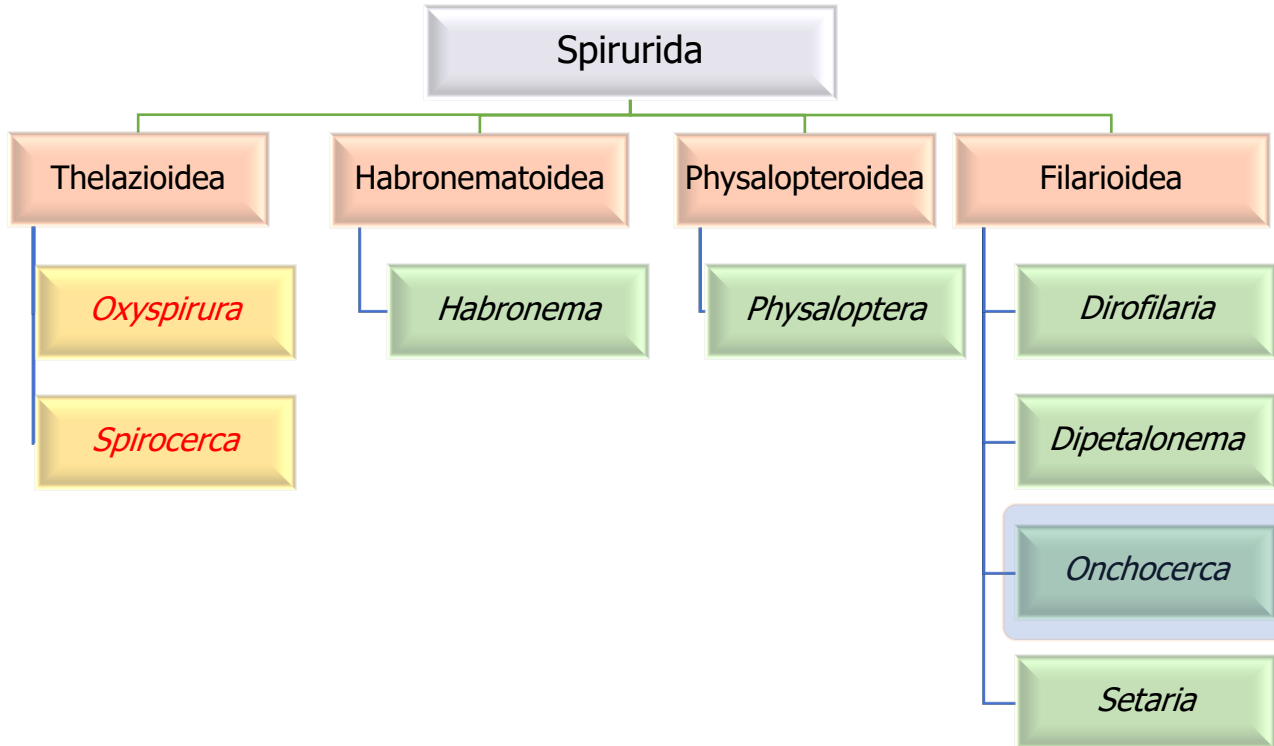 Spirurida
Thelazioidea
Habronematoidea
Physalopteroidea
Filarioidea
Oxyspirura
Habronema
Physaloptera
Dirofilaria
Spirocerca
Dipetalonema
Onchocerca
Setaria